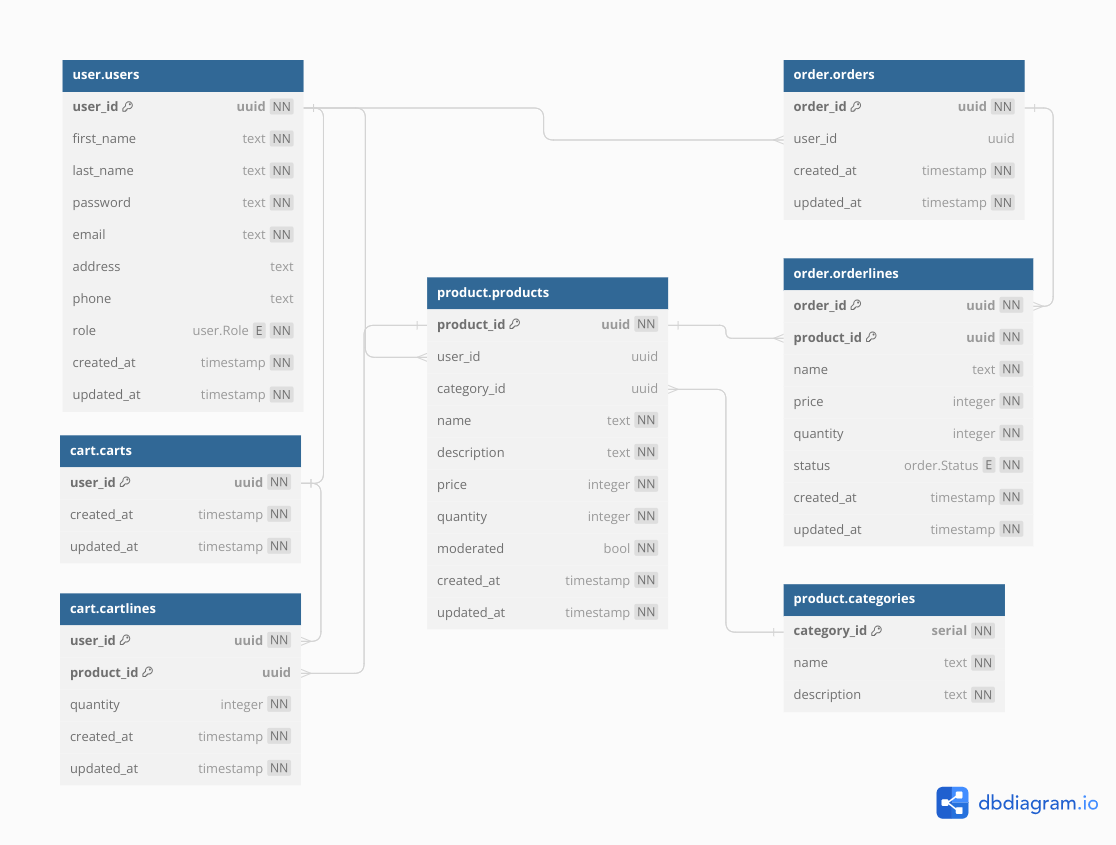 user.users
user_id uuid NN
first_name text NN
last_name text NN
password text NN
email text NN
address text
phone text
role user.Role E NN
created_at timestamp NN
updated_at timestamp NN
cart.carts
user_id uuid NN
created_at timestamp NN
updated_at timestamp NN
cart.cartlines
user_id uuid NN
product_id uuid
quantity integer NN
created_at timestamp NN
updated_at timestamp NN
product.products
product_id uuid NN
user_id uuid
category_id uuid
name text NN
description text NN
price integer NN
quantity integer NN
moderated bool NN
created_at timestamp NN
updated_at timestamp NN
order.orders
order_id uuid NN
user_id uuid
created_at timestamp NN
updated_at timestamp NN
order.orderlines
order_id uuid NN
product_id uuid NN
name text NN
price integer NN
quantity integer NN
status order.Status E NN
created_at timestamp NN
updated_at timestamp NN
product.categories
category_id serial NN
name text NN
description text NN
dbdiagram.io